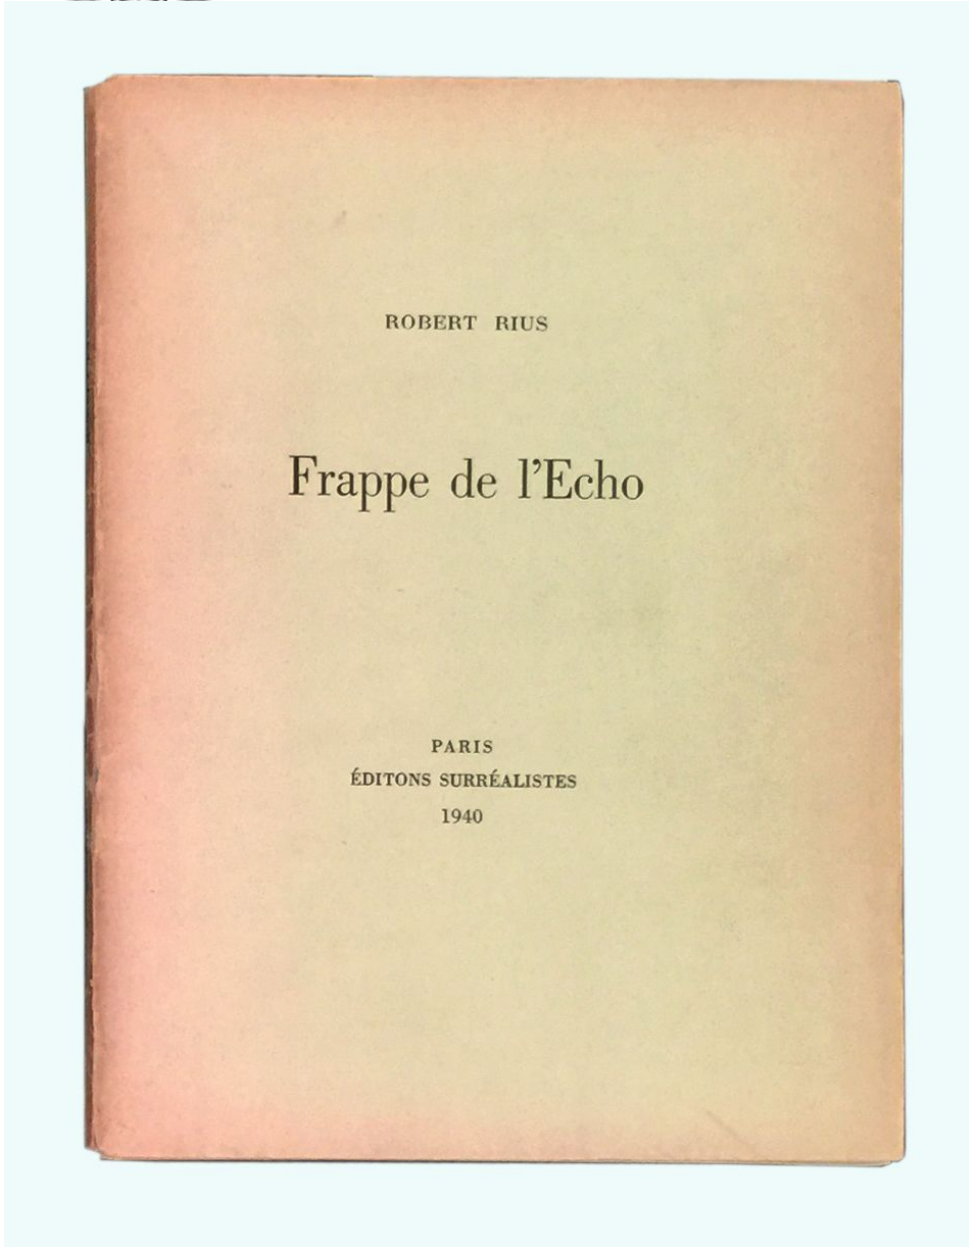 ROBERT RIUS
Frappe de l'Echo
PARIS
ÉDITONS SURRÉALISTES
1940